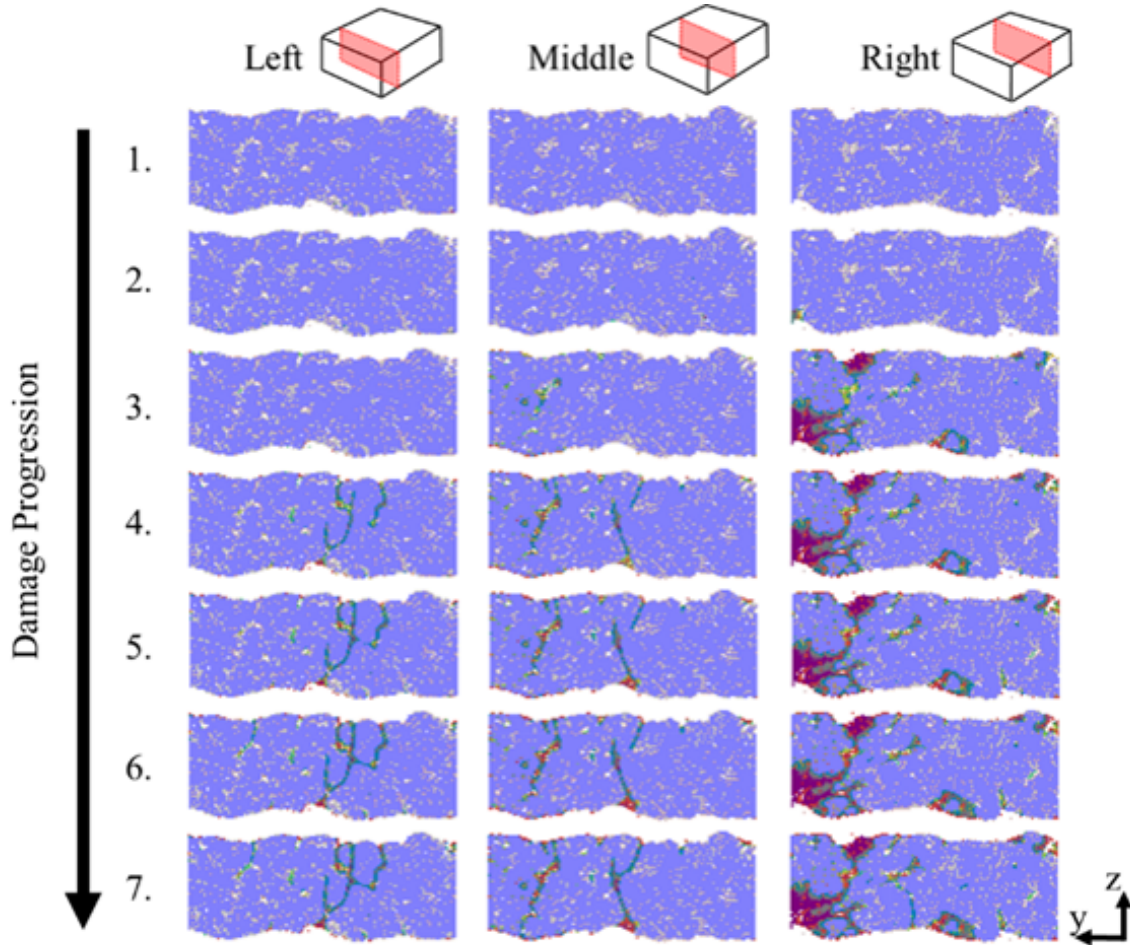 Left
Middle
Right
Damage Progression
1.
2.
3.
4.
5.
6.
7.
z
y